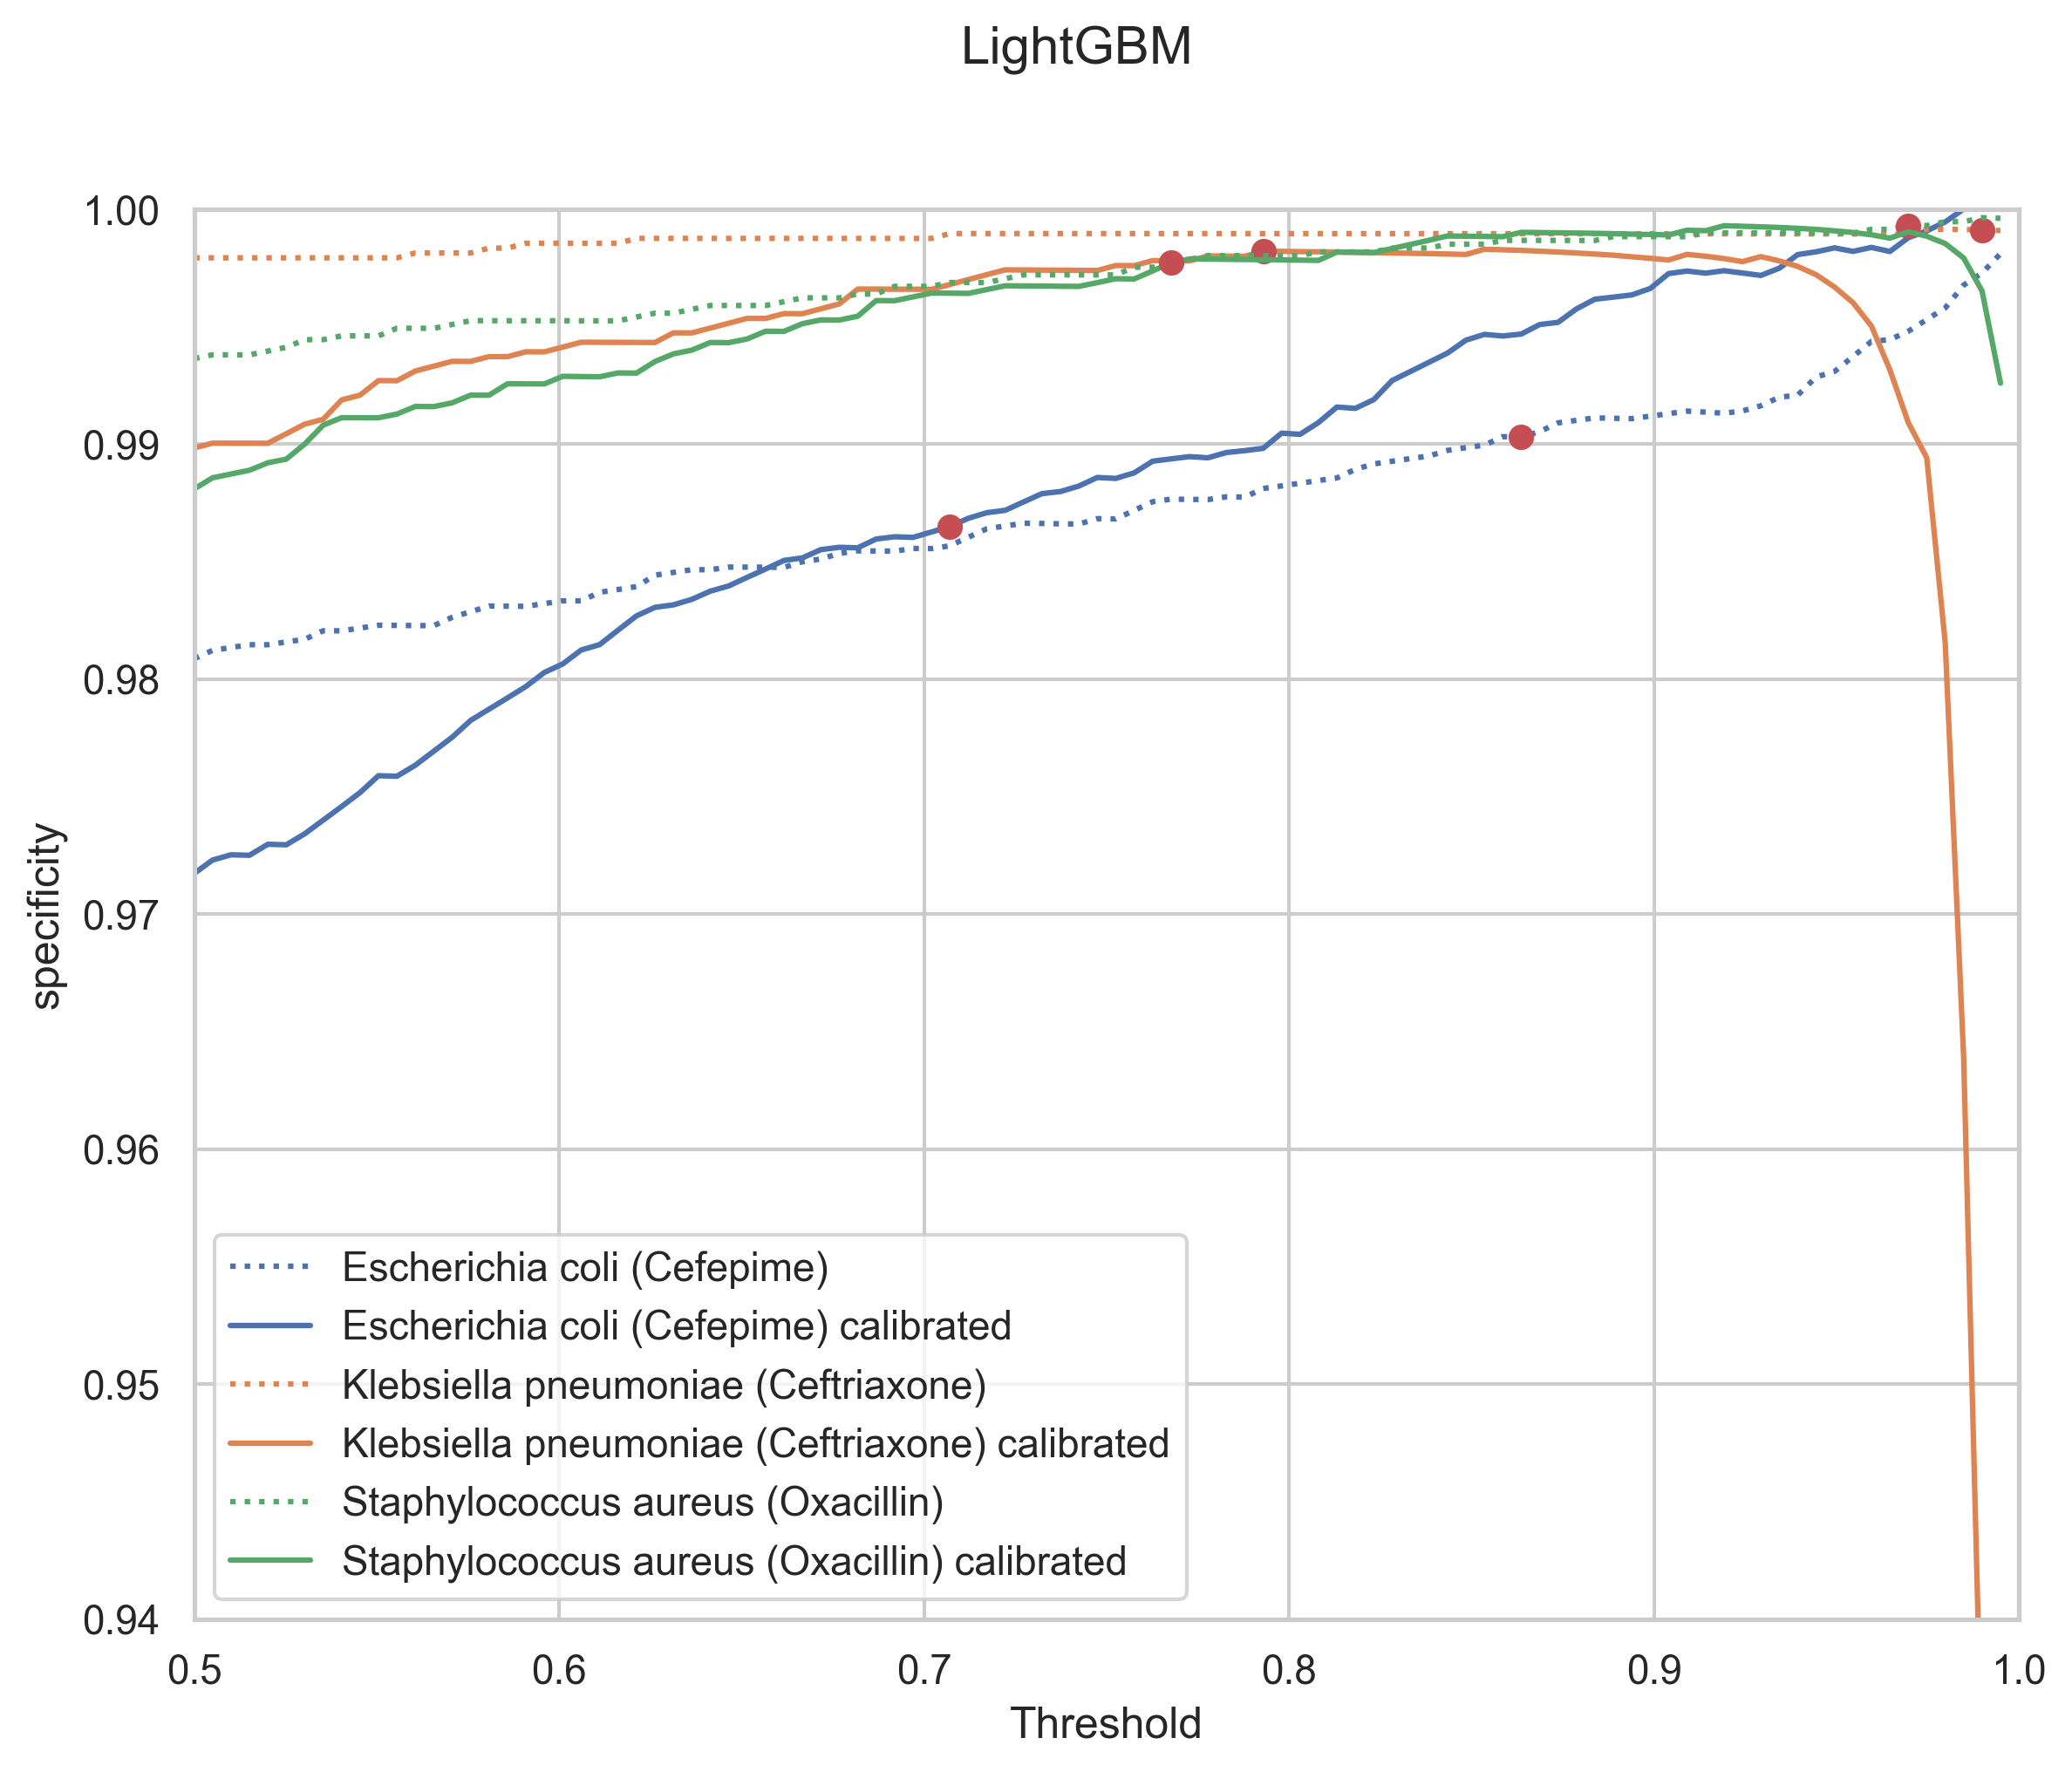 LightGBM
1.00
0.99
0.98
0.97
0.96
0.95
0.94
specificity
Escherichia coli (Cefepime)
Escherichia coli (Cefepime) calibrated
Klebsiella pneumoniae (Ceftriaxone)
Klebsiella pneumoniae (Ceftriaxone) calibrated
Staphylococcus aureus (Oxacillin)
Staphylococcus aureus (Oxacillin) calibrated
0.5 0.6 0.7 0.8 0.9 1.0
Threshold